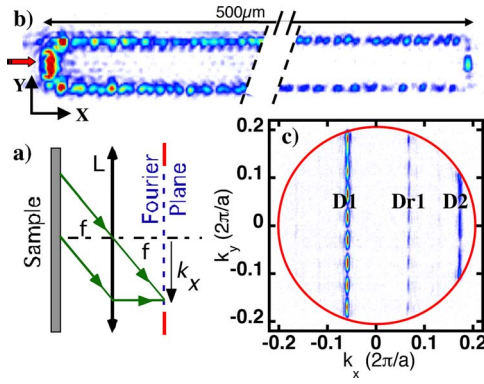 b)
500µm
Y
X
a)
Sample
L
f
f
Fourier
Plane
k_x
c)
0.2
0.1
0
-0.1
-0.2
k_y (2π/a)
D1
Dr1
D2
-0.2 -0.1 0 0.1 0.2
k_x (2π/a)